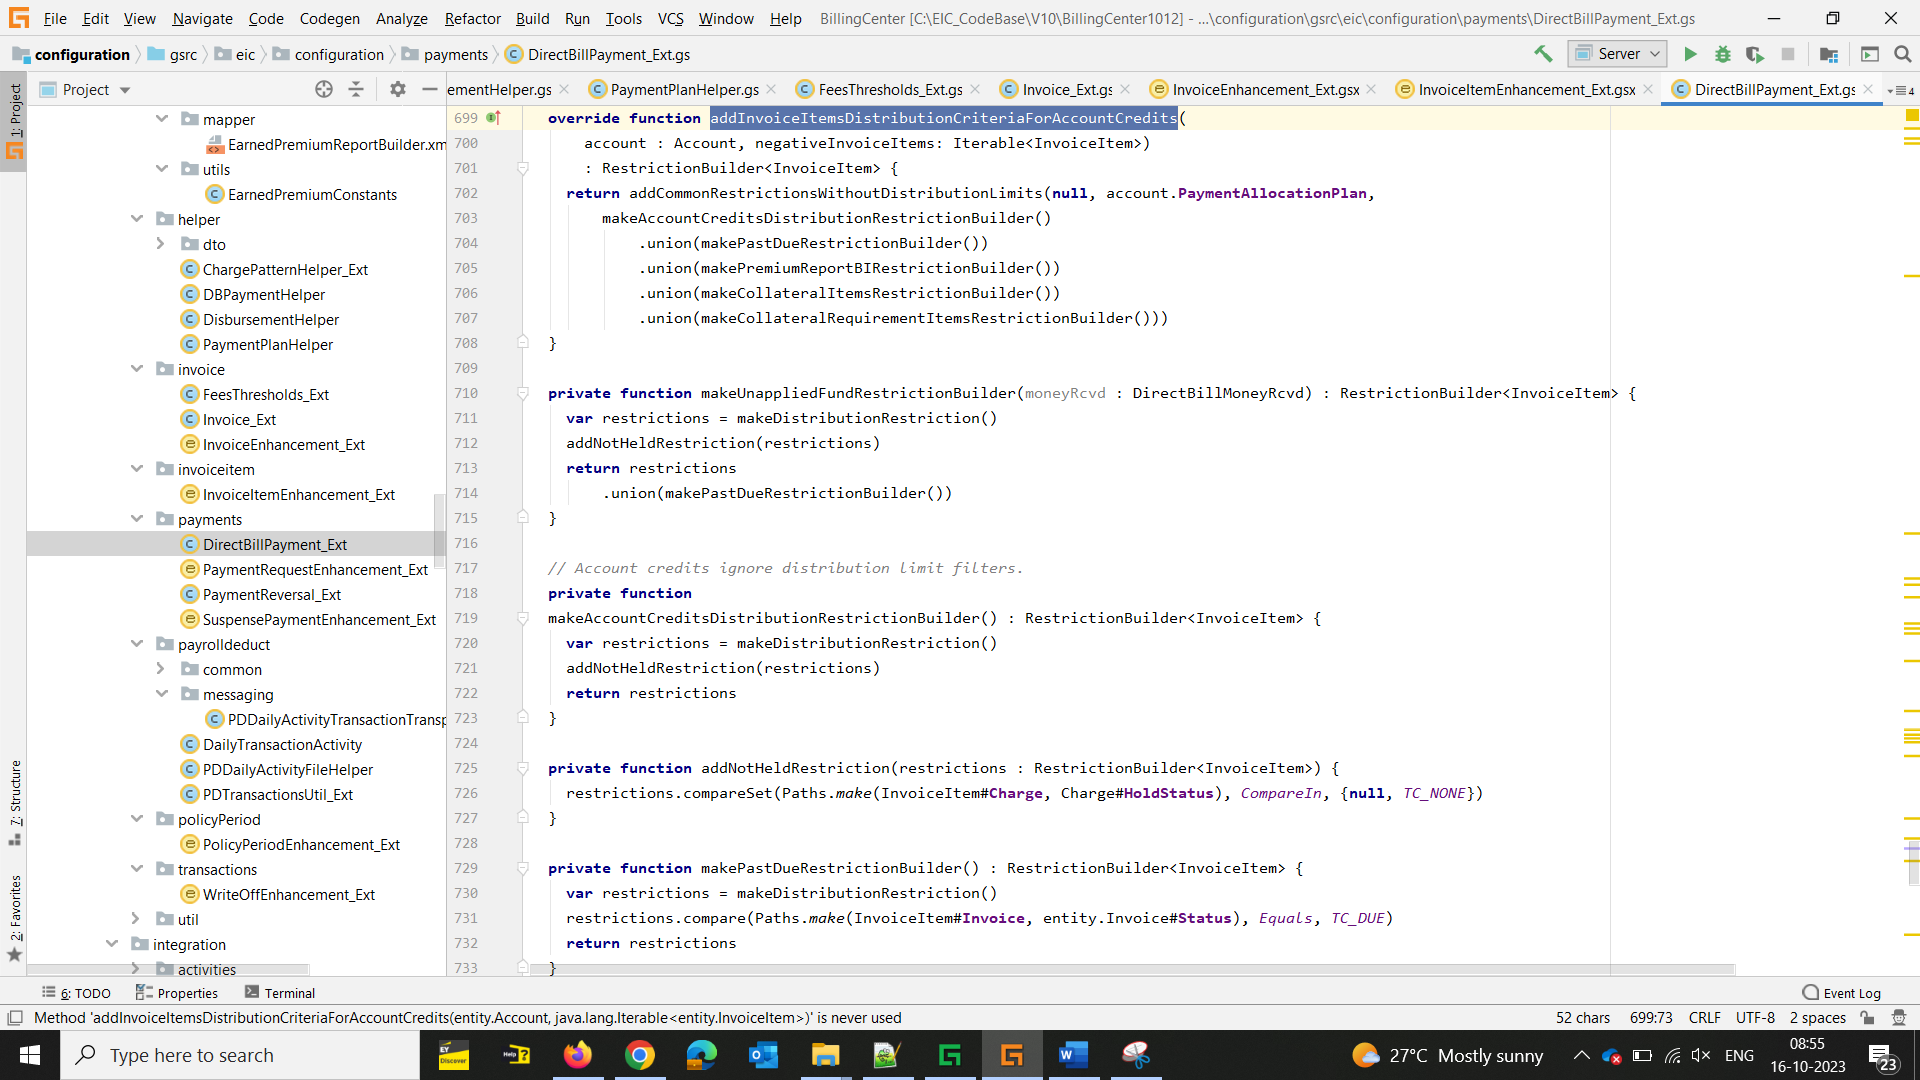 File Edit View Navigate Code Codegen Analyze Refactor Build Run Tools VCS Window Help BillingCenter [C:\EIC_CodeBase\V10\BillingCenter1012] - ...\configuration\gsrc\eic\configuration\payments\DirectBillPayment_Ext.gs
configuration gsrc eic configuration payments DirectBillPayment_Ext.gs Server
Project ementHelper.gs PaymentPlanHelper.gs FeesThresholds_Ext.gs Invoice_Ext.gs InvoiceEnhancement_Ext.gsx InvoiceItemEnhancement_Ext.gsx DirectBillPayment_Ext.gs 4
1: Project
7: Structure
2: Favorites
mapper
EarnedPremiumReportBuilder.xm
utils
EarnedPremiumConstants
helper
dto
ChargePatternHelper_Ext
DBPaymentHelper
DisbursementHelper
PaymentPlanHelper
invoice
FeesThresholds_Ext
Invoice_Ext
InvoiceEnhancement_Ext
invoiceitem
InvoiceItemEnhancement_Ext
payments
DirectBillPayment_Ext
PaymentRequestEnhancement_Ext
PaymentReversal_Ext
SuspensePaymentEnhancement_Ext
payrolldeduct
common
messaging
PDDailyActivityTransactionTransp
DailyTransactionActivity
PDDailyActivityFileHelper
PDTransactionsUtil_Ext
policyPeriod
PolicyPeriodEnhancement_Ext
transactions
WriteOffEnhancement_Ext
util
integration
activities
699 override function addInvoiceItemsDistributionCriteriaForAccountCredits(
700 account : Account, negativeInvoiceItems: Iterable<InvoiceItem>)
701 : RestrictionBuilder<InvoiceItem> {
702 return addCommonRestrictionsWithoutDistributionLimits(null, account.PaymentAllocationPlan,
703 makeAccountCreditsDistributionRestrictionBuilder()
704 .union(makePastDueRestrictionBuilder())
705 .union(makePremiumReportBIRestrictionBuilder())
706 .union(makeCollateralItemsRestrictionBuilder())
707 .union(makeCollateralRequirementItemsRestrictionBuilder()))
708 }
709
710 private function makeUnappliedFundRestrictionBuilder(moneyRcvd : DirectBillMoneyRcvd) : RestrictionBuilder<InvoiceItem> {
711 var restrictions = makeDistributionRestriction()
712 addNotHeldRestriction(restrictions)
713 return restrictions
714 .union(makePastDueRestrictionBuilder())
715 }
716
717 // Account credits ignore distribution limit filters.
718 private function
719 makeAccountCreditsDistributionRestrictionBuilder() : RestrictionBuilder<InvoiceItem> {
720 var restrictions = makeDistributionRestriction()
721 addNotHeldRestriction(restrictions)
722 return restrictions
723 }
724
725 private function addNotHeldRestriction(restrictions : RestrictionBuilder<InvoiceItem>) {
726 restrictions.compareSet(Paths.make(InvoiceItem#Charge, Charge#HoldStatus), CompareIn, {null, TC_NONE})
727 }
728
729 private function makePastDueRestrictionBuilder() : RestrictionBuilder<InvoiceItem> {
730 var restrictions = makeDistributionRestriction()
731 restrictions.compare(Paths.make(InvoiceItem#Invoice, entity.Invoice#Status), Equals, TC_DUE)
732 return restrictions
733 }
6: TODO Properties Terminal Event Log
Method 'addInvoiceItemsDistributionCriteriaForAccountCredits(entity.Account, java.lang.Iterable<entity.InvoiceItem>)' is never used 52 chars 699:73 CRLF UTF-8 2 spaces
Type here to search EY Discover Help ? 27°C Mostly sunny ENG 08:55
16-10-2023 23